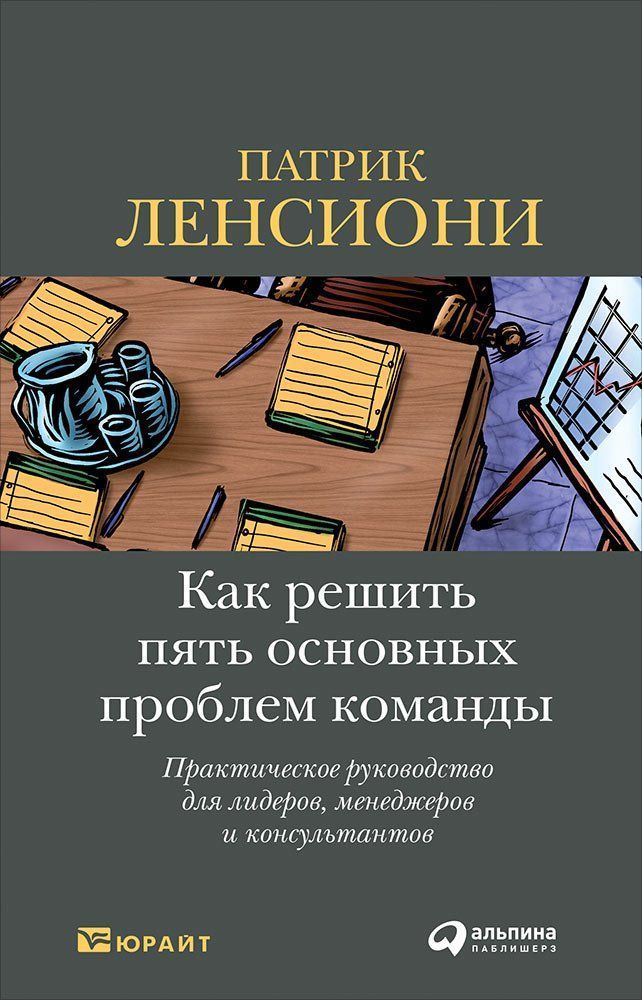 ПАТРИК
ЛЕНСИОНИ
Как решить
пять основных
проблем команды
Практическое руководство
для лидеров, менеджеров
и консультантов
ЮРАЙТ
альпина
ПАБЛИШЕРЗ